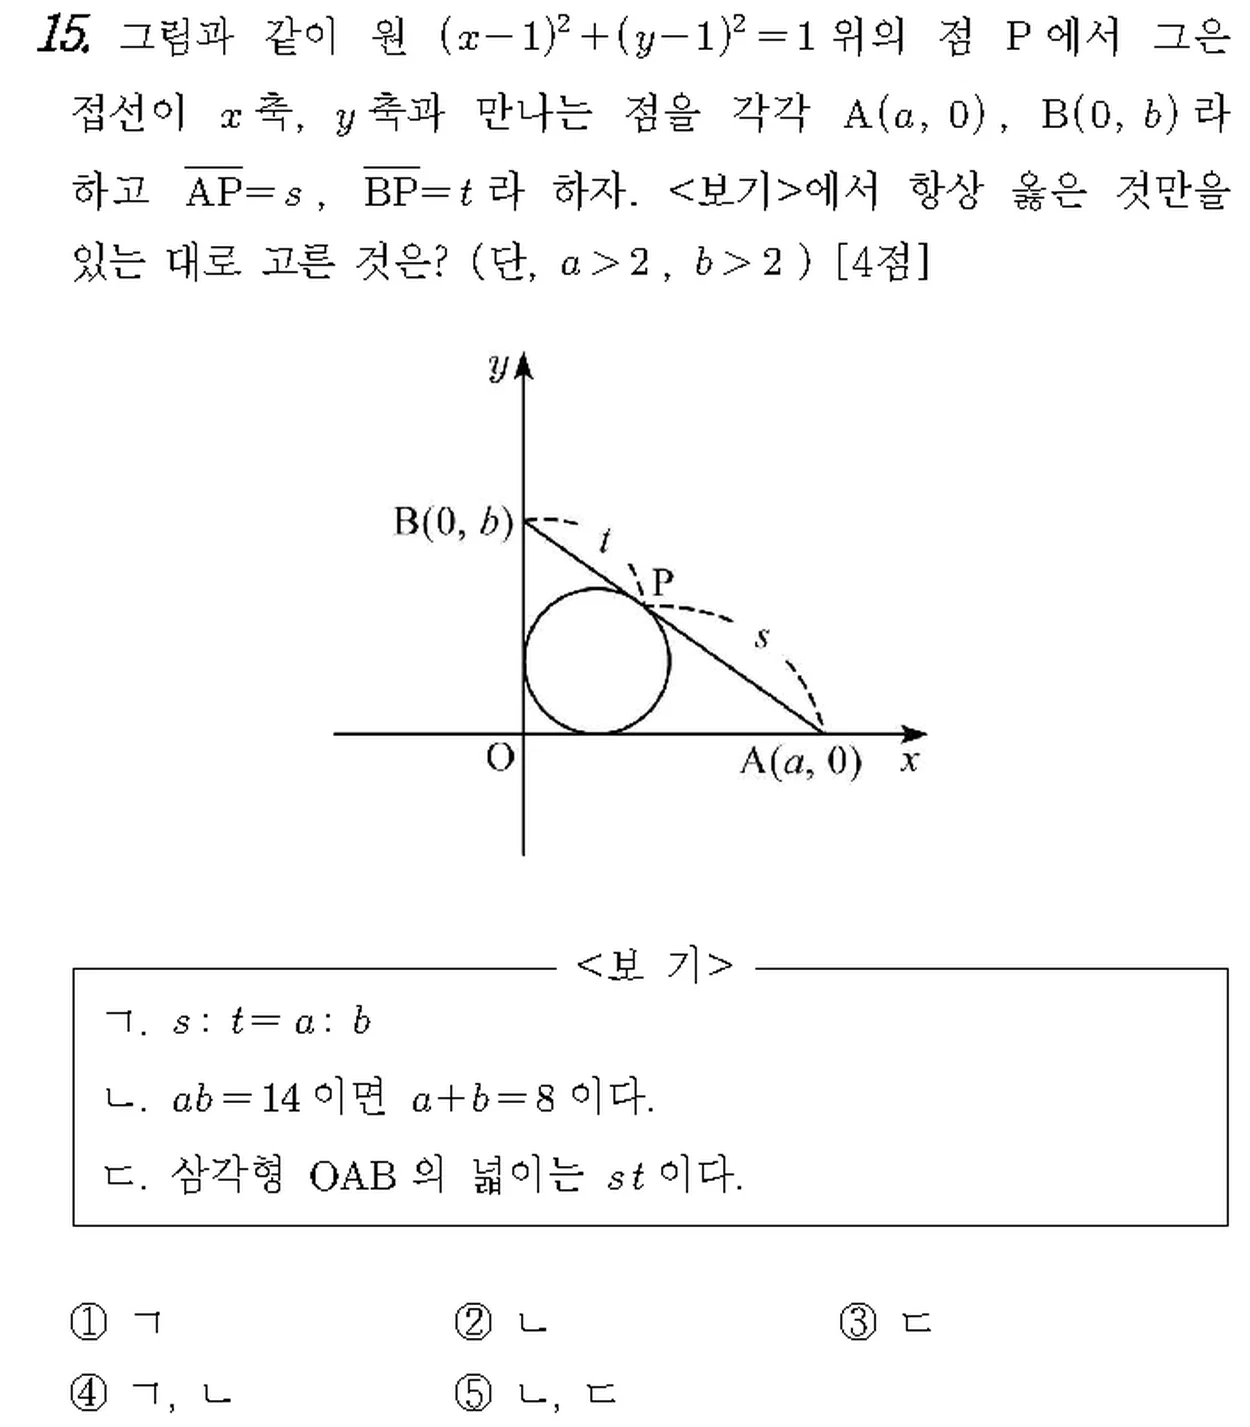 15. 그림과 같이 원 (x-1)²+(y-1)²=1 위의 점 P에서 그은
접선이 x축, y축과 만나는 점을 각각 A(a, 0), B(0, b)라
하고 A̅P̅=s, B̅P̅=t라 하자. <보기>에서 항상 옳은 것만을
있는 대로 고른 것은? (단, a>2, b>2) [4점]
y
B(0, b)
t
P
s
O
A(a, 0)
x
<보 기>
ㄱ. s: t=a: b
ㄴ. ab=14이면 a+b=8이다.
ㄷ. 삼각형 OAB의 넓이는 st이다.
① ㄱ ② ㄴ ③ ㄷ
④ ㄱ, ㄴ ⑤ ㄴ, ㄷ